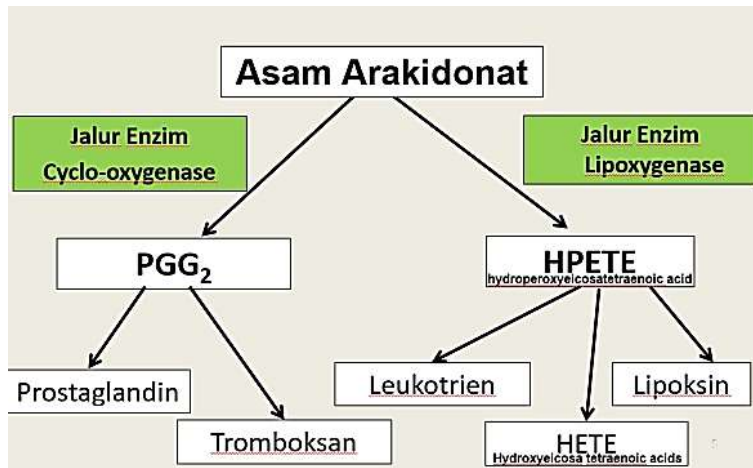 Asam Arakidonat
Jalur Enzim
Cyclo-oxygenase
Jalur Enzim
Lipoxygenase
PGG₂
HPETE
hydroperoxyeicosatetraenoic acid
Prostaglandin
Tromboksan
Leukotrien
HETE
Hydroxyeicosa tetraenoic acids
Lipoksin
5